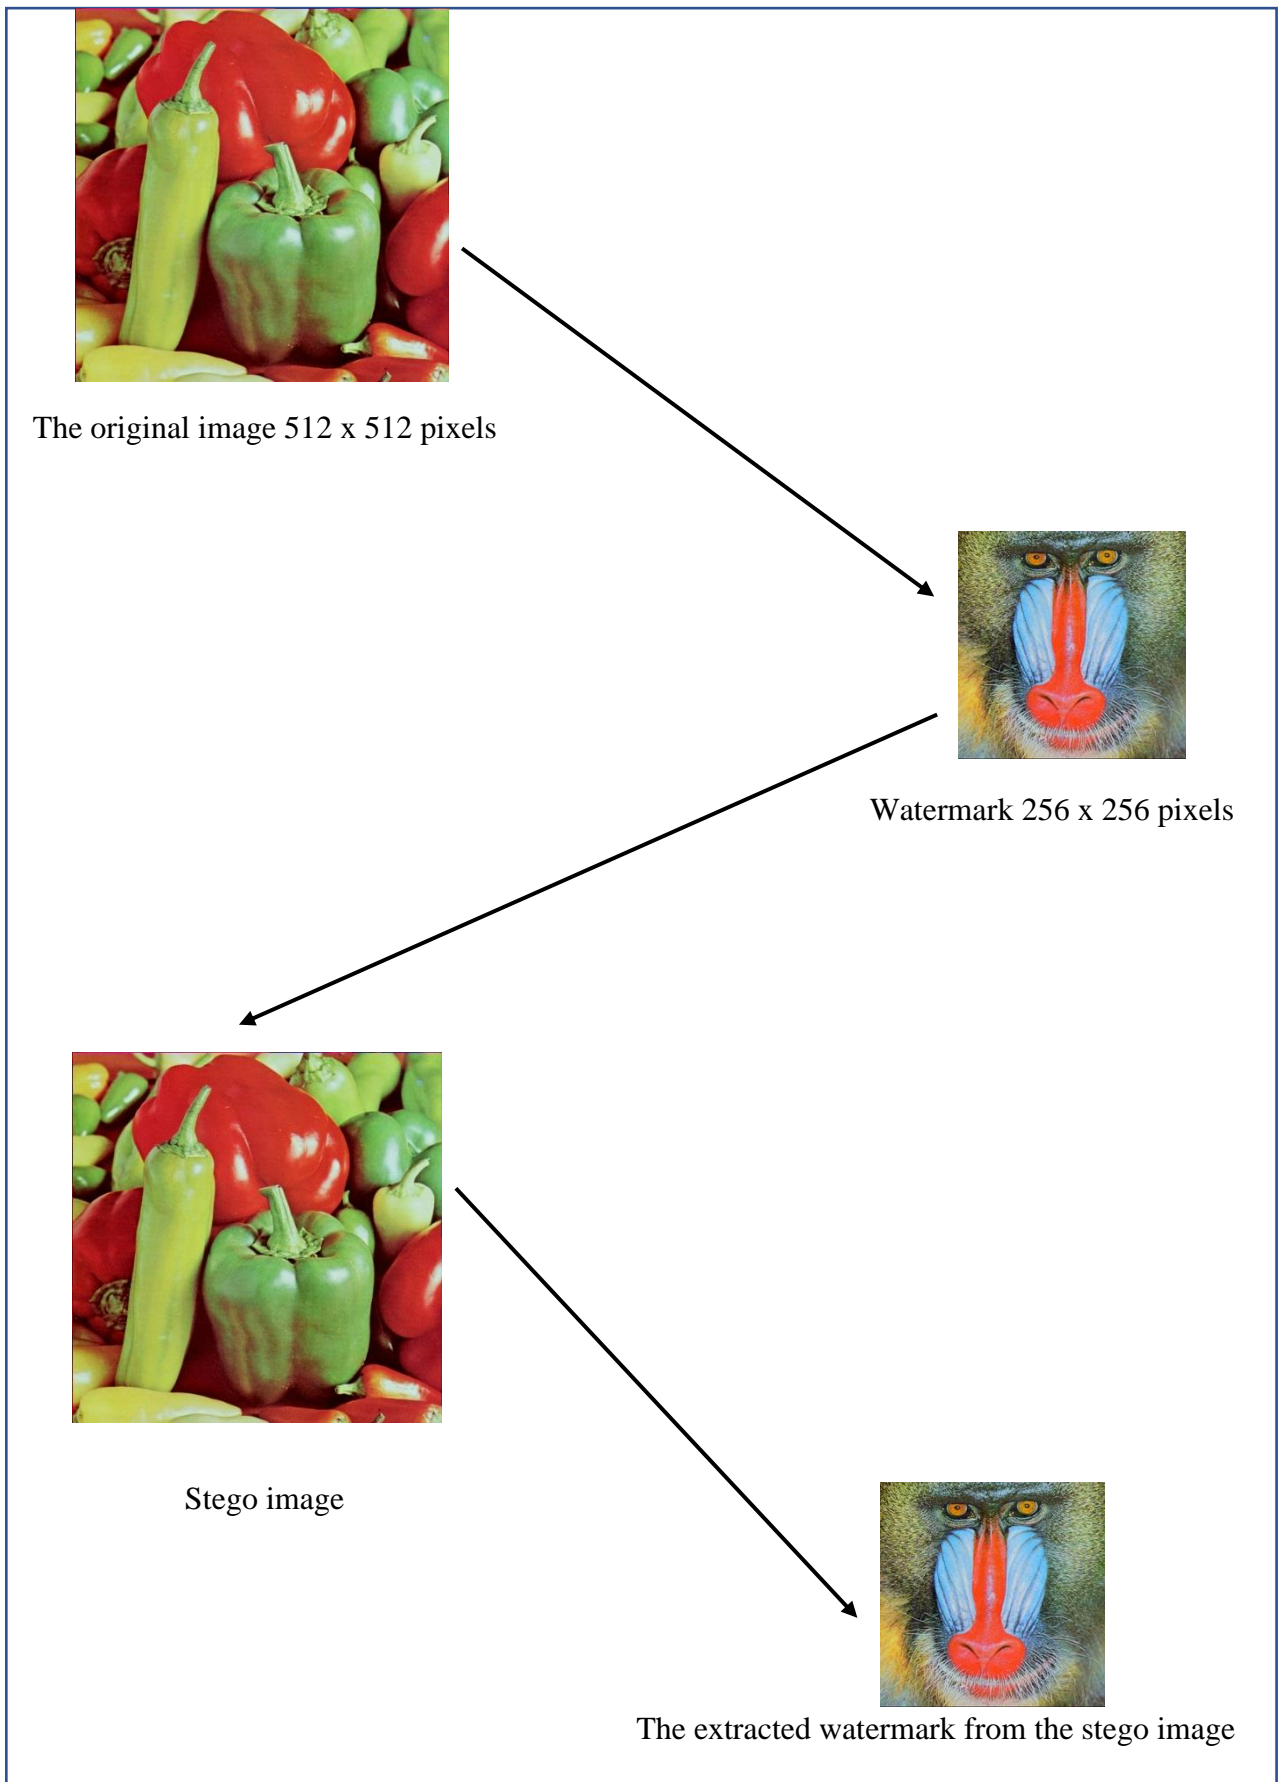 The original image 512 x 512 pixels
Watermark 256 x 256 pixels
Stego image
The extracted watermark from the stego image